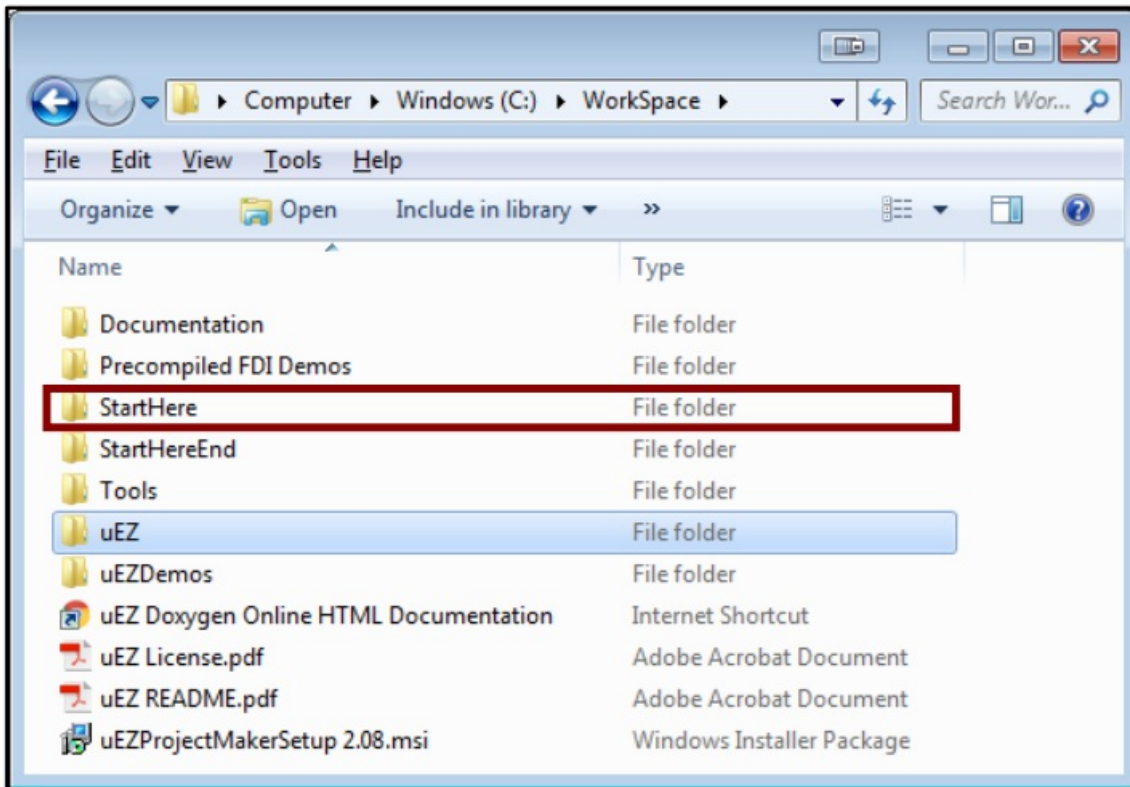 Computer Windows (C:) WorkSpace Search Wor...
File Edit View Tools Help
Organize Open Include in library »
Name Type
Documentation File folder
Precompiled FDI Demos File folder
StartHere File folder
StartHereEnd File folder
Tools File folder
uEZ File folder
uEZDemos File folder
uEZ Doxygen Online HTML Documentation Internet Shortcut
uEZ License.pdf Adobe Acrobat Document
uEZ README.pdf Adobe Acrobat Document
uEZProjectMakerSetup 2.08.msi Windows Installer Package